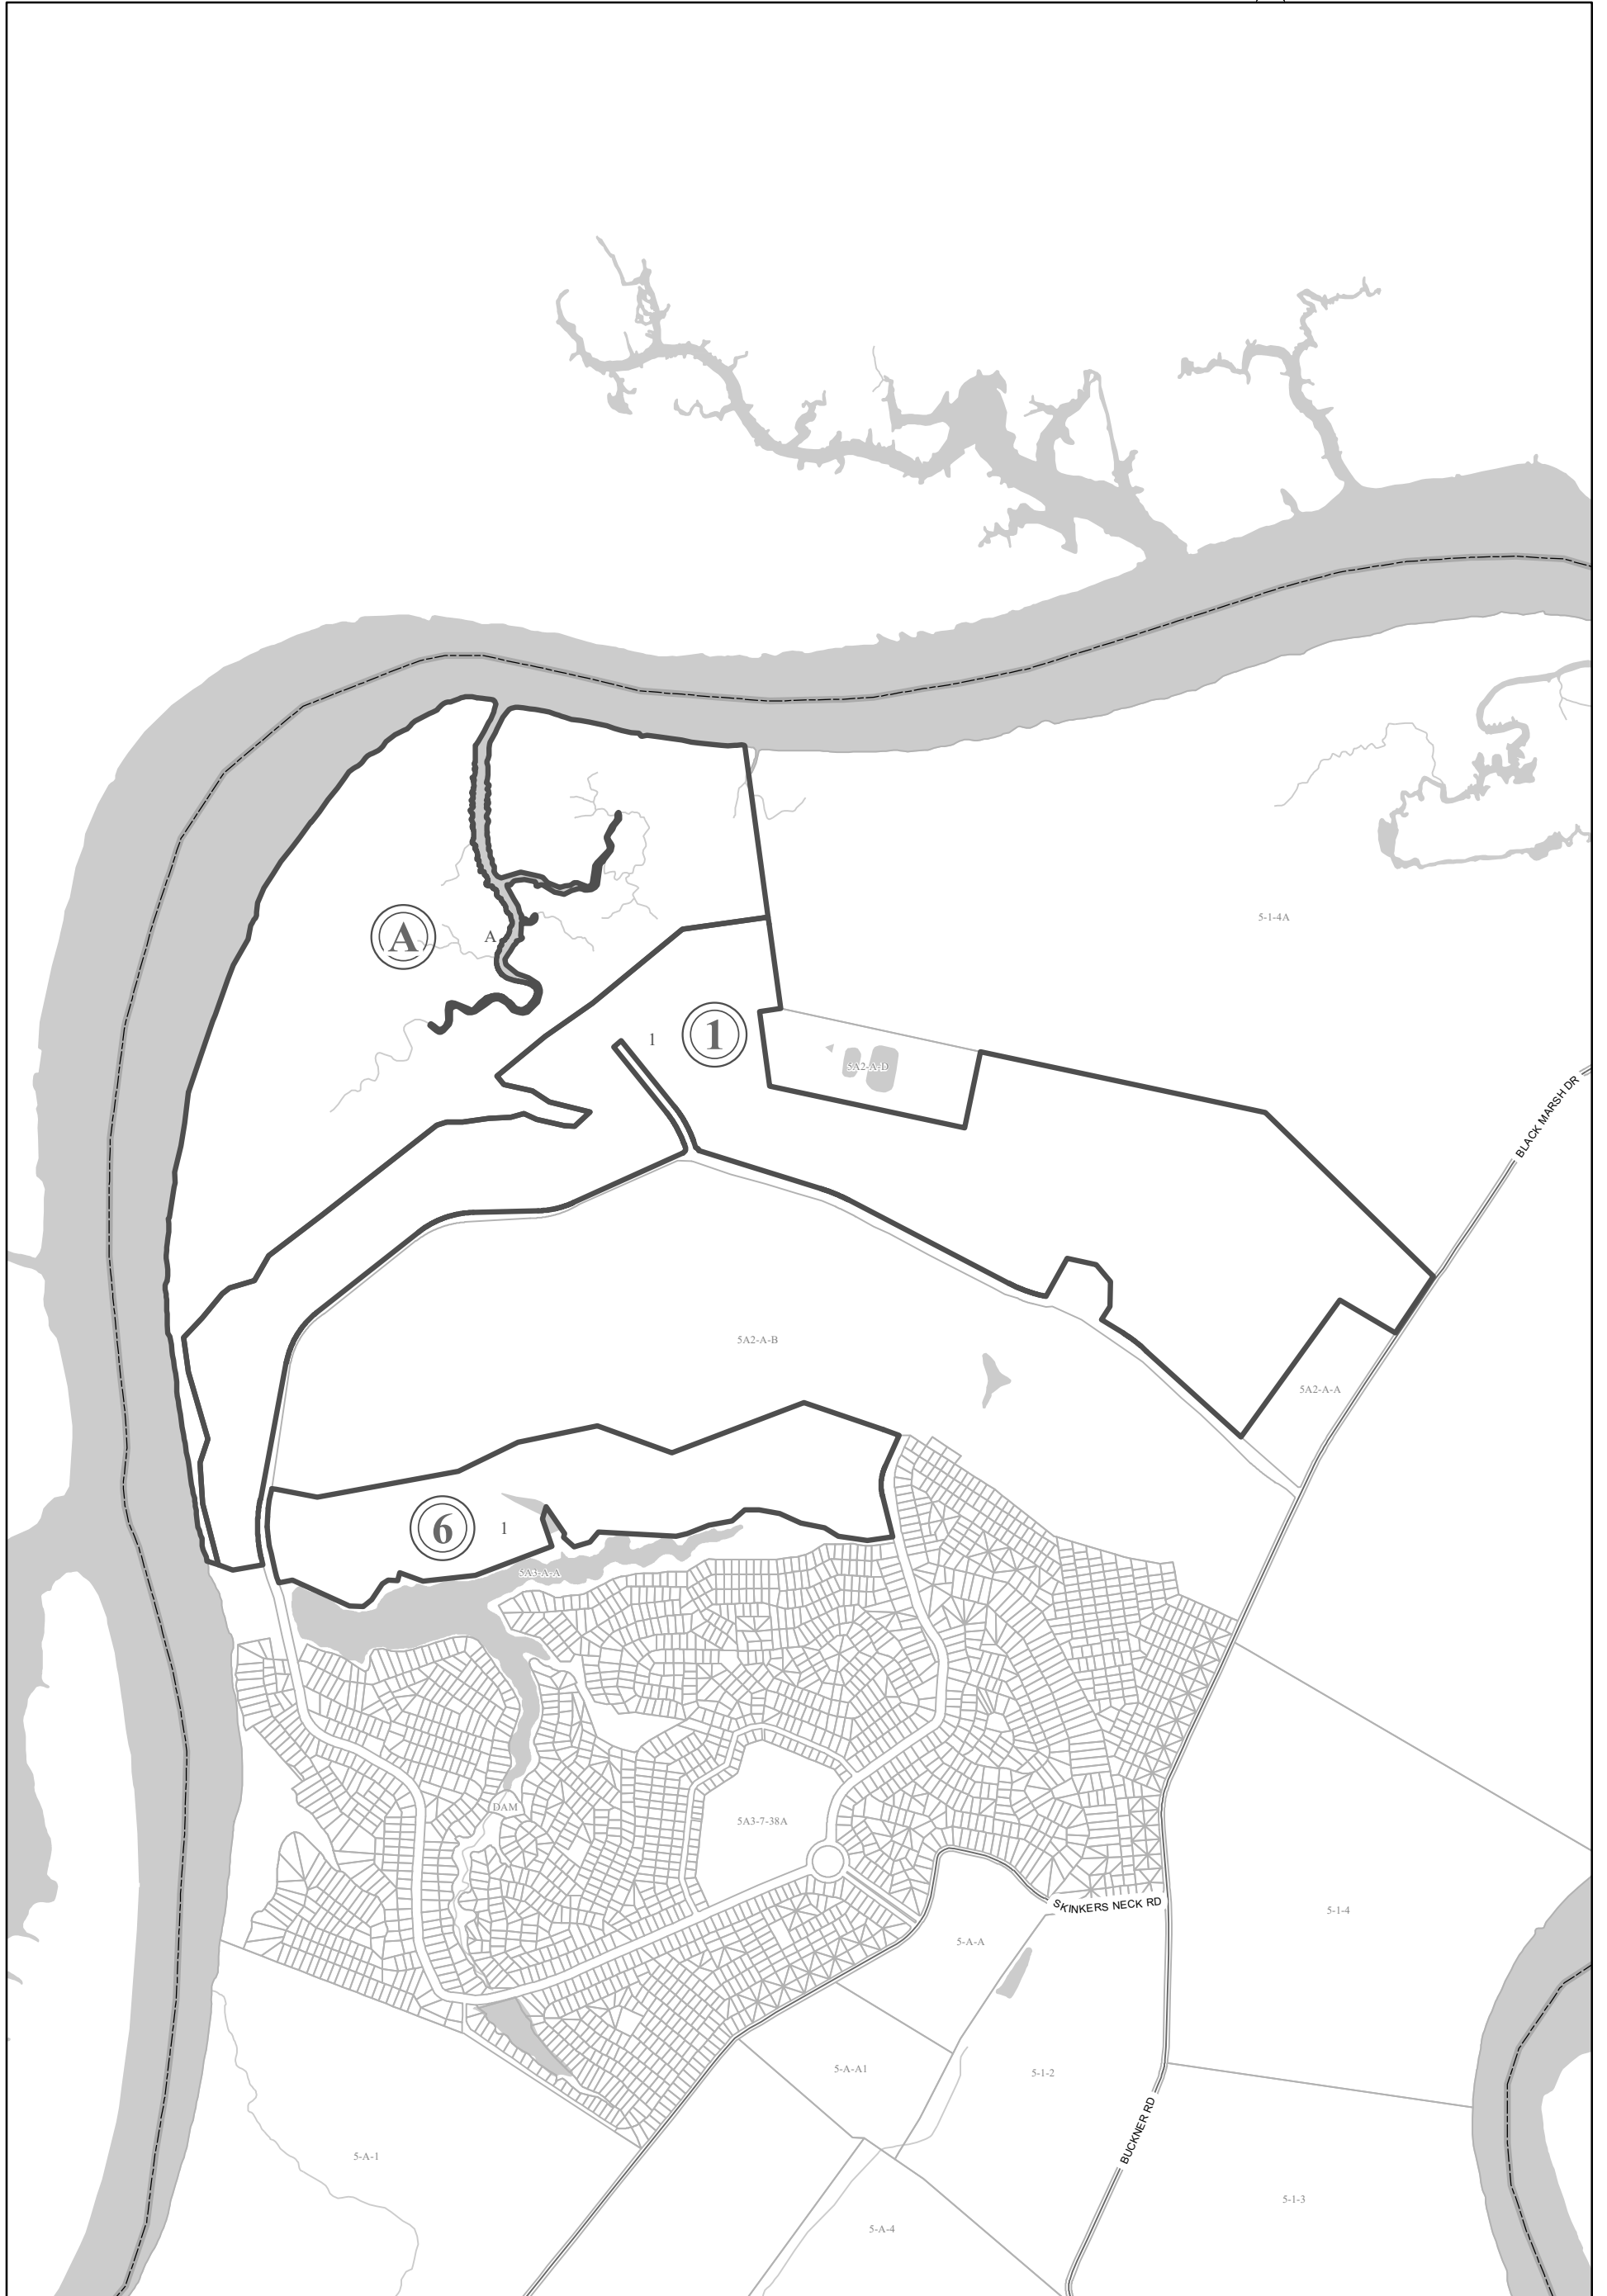 5-1-4A
A
A
1
1
5A2-A-D
BLACK MARSH DR
5A2-A-B
5A2-A-A
6
1
5A3-A-A
DAM
5A3-7-38A
SKINKERS NECK RD
5-1-4
5-A-A
5-A-A1
5-1-2
BUCKNER RD
5-A-1
5-1-3
5-A-4